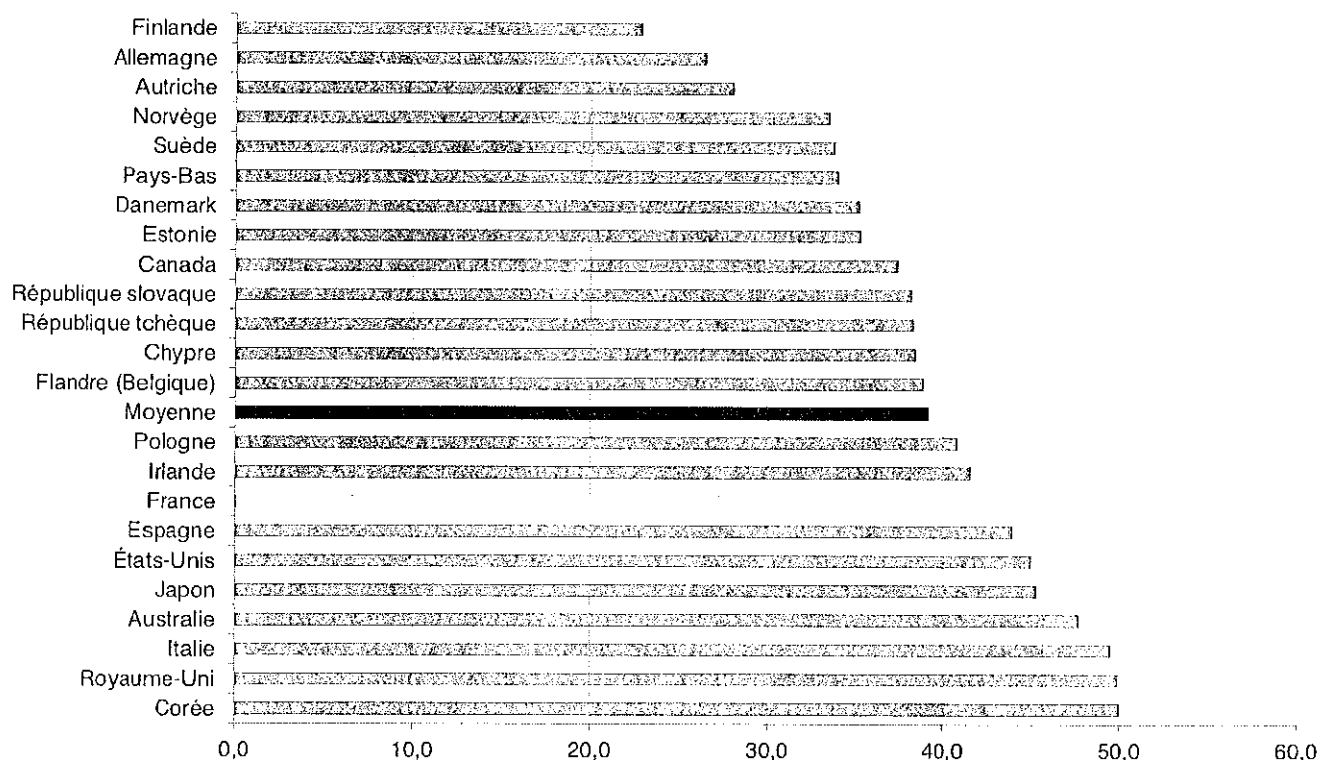 Finlande
Allemagne
Autriche
Norvège
Suède
Pays-Bas
Danemark
Estonie
Canada
République slovaque
République tchèque
Chypre
Flandre (Belgique)
Moyenne
Pologne
Irlande
France
Espagne
États-Unis
Japon
Australie
Italie
Royaume-Uni
Corée
0,0 10,0 20,0 30,0 40,0 50,0 60,0